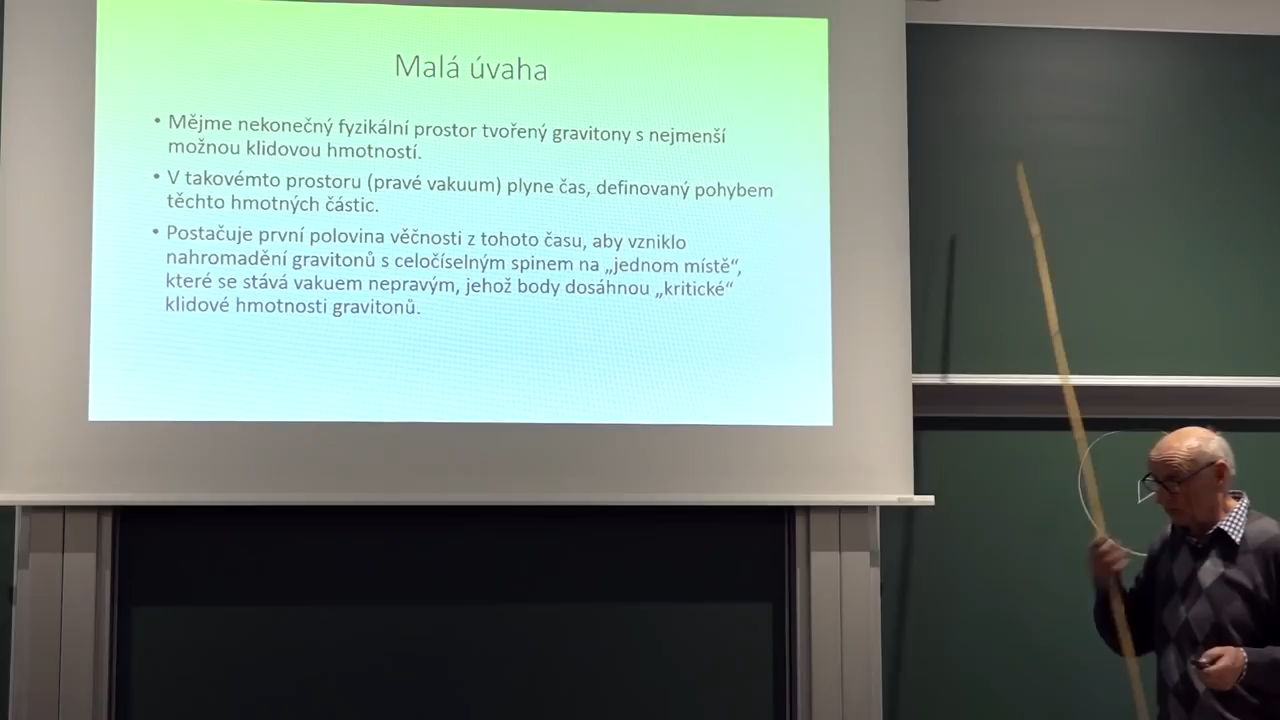 Malá úvaha
• Mějme nekonečný fyzikální prostor tvořený gravitony s nejmenší
možnou klidovou hmotností.
• V takovémto prostoru (pravé vakuum) plyne čas, definovaný pohybem
těchto hmotných částic.
• Postačuje první polovina věčnosti z tohoto času, aby vzniklo
nahromadění gravitonů s celočíselným spinem na „jednom místě“,
které se stává vakuem nepravým, jehož body dosáhnou „kritické“
klidové hmotnosti gravitonů.